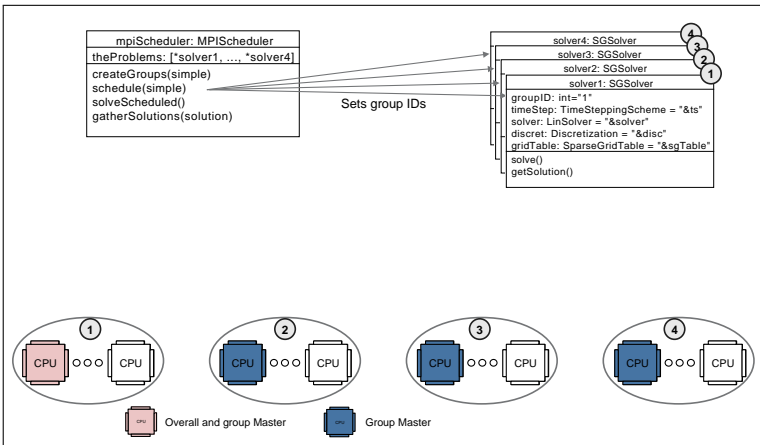 mpiScheduler: MPIScheduler
theProblems: [*solver1, ..., *solver4]
createGroups(simple)
schedule(simple)
solveScheduled()
gatherSolutions(solution)
Sets group IDs
4
solver4: SGSolver
3
solver3: SGSolver
2
solver2: SGSolver
1
solver1: SGSolver
groupID: int="1"
timeStep: TimeSteppingScheme = "&ts"
solver: LinSolver = "&solver"
discret: Discretization = "&disc"
gridTable: SparseGridTable = "&sgTable"
solve()
getSolution()
1
2
3
4
CPU CPU
CPU CPU
CPU CPU
CPU CPU
CPU Overall and group Master
CPU Group Master